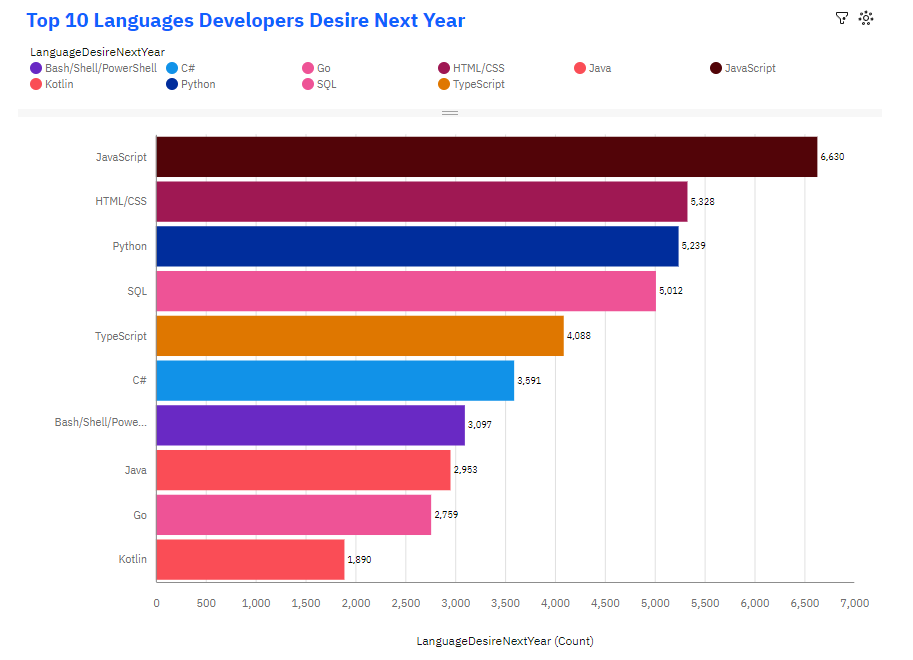 Top 10 Languages Developers Desire Next Year
LanguageDesireNextYear
Bash/Shell/PowerShell C# Go HTML/CSS Java JavaScript
Kotlin Python SQL TypeScript
JavaScript 6,630
HTML/CSS 5,328
Python 5,239
SQL 5,012
TypeScript 4,088
C# 3,591
Bash/Shell/Powe... 3,097
Java 2,953
Go 2,759
Kotlin 1,890
0 500 1,000 1,500 2,000 2,500 3,000 3,500 4,000 4,500 5,000 5,500 6,000 6,500 7,000
LanguageDesireNextYear (Count)